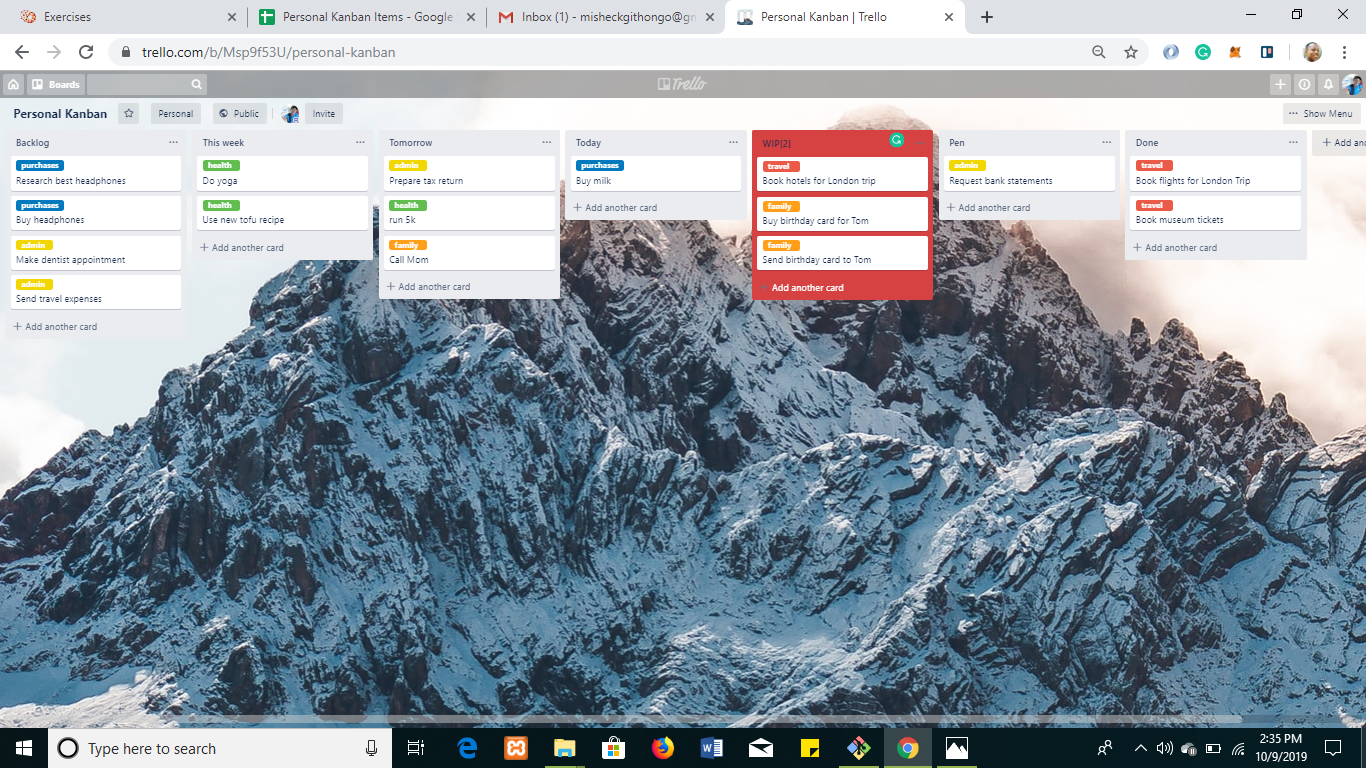 Exercises
Personal Kanban Items - Google
Inbox (1) - misheckgithongo@gm
Personal Kanban | Trello
trello.com/b/Msp9f53U/personal-kanban
Boards
Trello
Personal Kanban
Personal
Public
Invite
Show Menu
Backlog
purchases
Research best headphones
purchases
Buy headphones
admin
Make dentist appointment
admin
Send travel expenses
+ Add another card
This week
health
Do yoga
health
Use new tofu recipe
+ Add another card
Tomorrow
admin
Prepare tax return
health
run 5k
family
Call Mom
+ Add another card
Today
purchases
Buy milk
+ Add another card
WIP[2]
travel
Book hotels for London trip
family
Buy birthday card for Tom
family
Send birthday card to Tom
+ Add another card
Pen
admin
Request bank statements
+ Add another card
Done
travel
Book flights for London Trip
travel
Book museum tickets
+ Add another card
+ Add ano
Type here to search
2:35 PM
10/9/2019